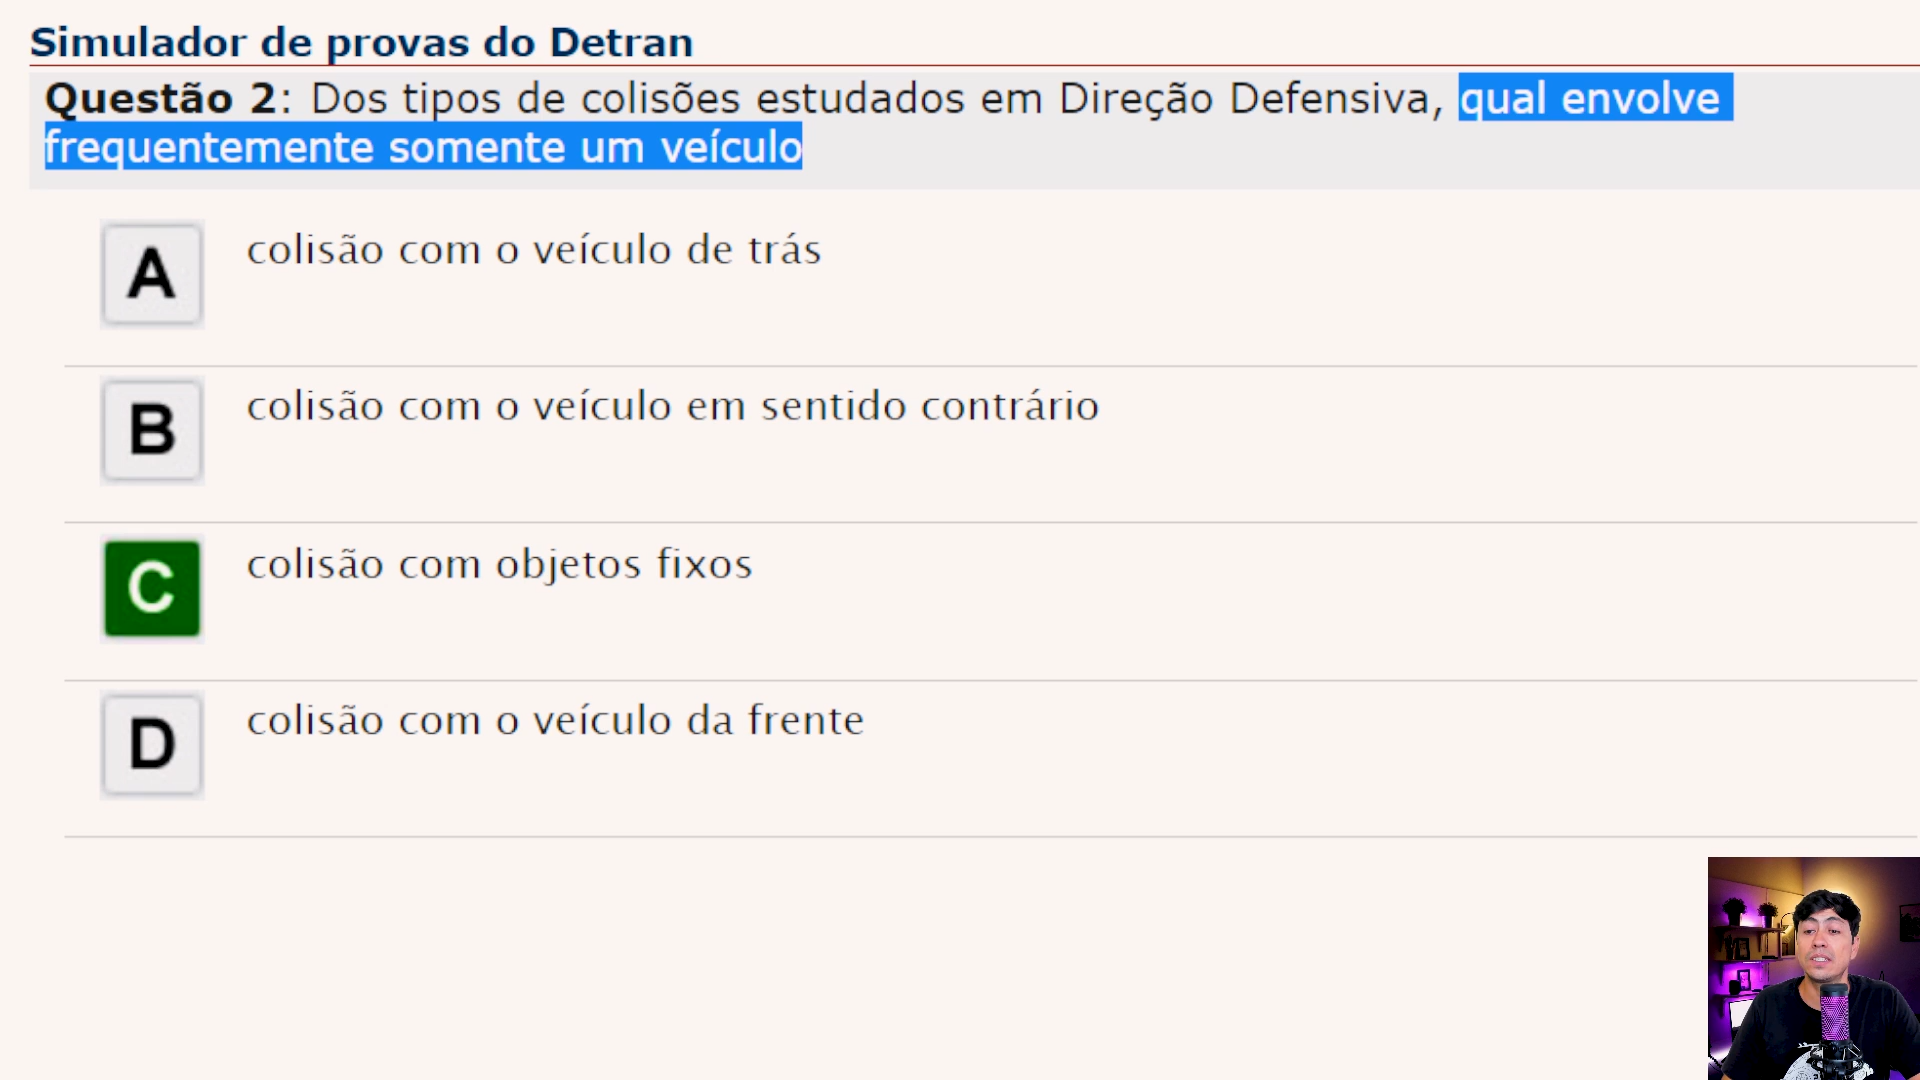 Simulador de provas do Detran
Questão 2: Dos tipos de colisões estudados em Direção Defensiva, qual envolve
frequentemente somente um veículo
A colisão com o veículo de trás
B colisão com o veículo em sentido contrário
C colisão com objetos fixos
D colisão com o veículo da frente